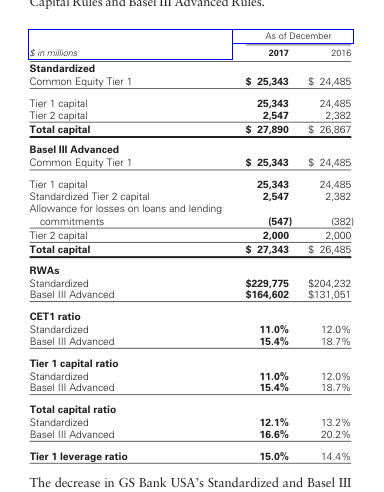 Capital Rules and Basel III Advanced Rules.
As of December
$ in millions 2017 2016
Standardized
Common Equity Tier 1 $ 25,343 $ 24,485
Tier 1 capital 25,343 24,485
Tier 2 capital 2,547 2,382
Total capital $ 27,890 $ 26,867
Basel III Advanced
Common Equity Tier 1 $ 25,343 $ 24,485
Tier 1 capital 25,343 24,485
Standardized Tier 2 capital 2,547 2,382
Allowance for losses on loans and lending
commitments (547) (382)
Tier 2 capital 2,000 2,000
Total capital $ 27,343 $ 26,485
RWAs
Standardized $229,775 $204,232
Basel III Advanced $164,602 $131,051
CET1 ratio
Standardized 11.0% 12.0%
Basel III Advanced 15.4% 18.7%
Tier 1 capital ratio
Standardized 11.0% 12.0%
Basel III Advanced 15.4% 18.7%
Total capital ratio
Standardized 12.1% 13.2%
Basel III Advanced 16.6% 20.2%
Tier 1 leverage ratio 15.0% 14.4%
The decrease in GS Bank USA's Standardized and Basel III